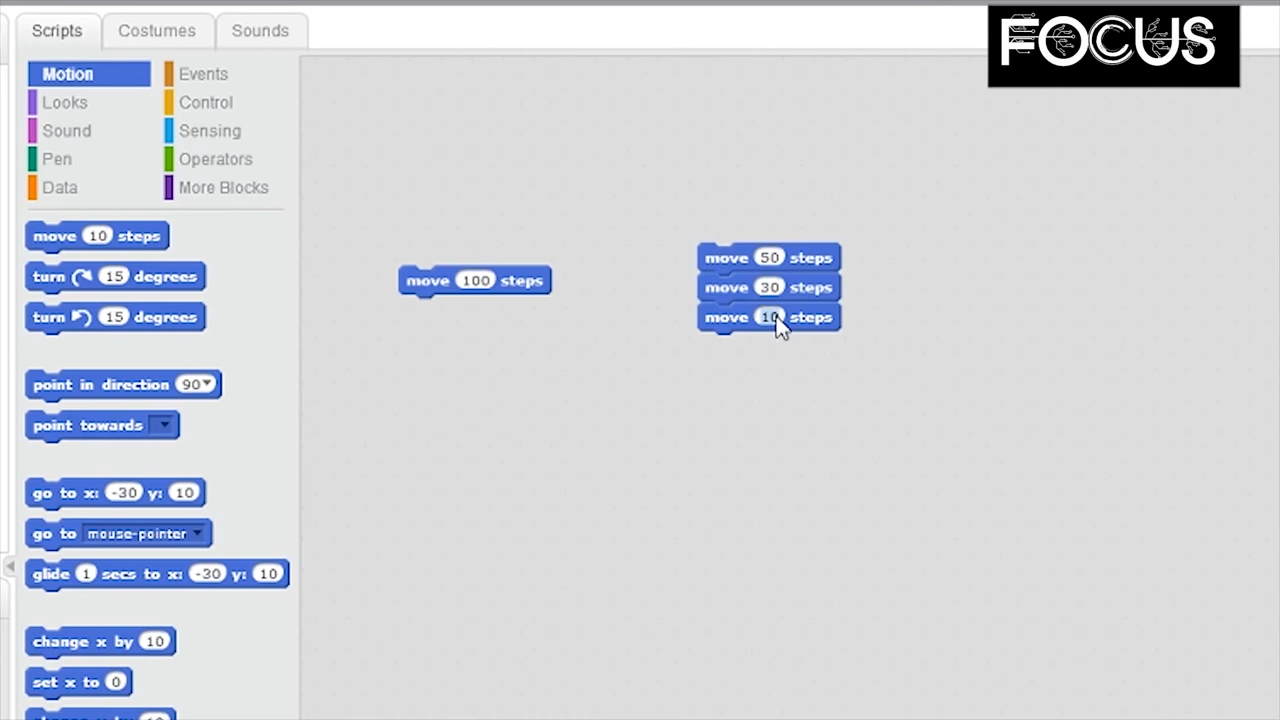 Scripts Costumes Sounds
FOCUS
Motion Events
Looks Control
Sound Sensing
Pen Operators
Data More Blocks
move 10 steps
turn 15 degrees
turn 15 degrees
point in direction 90
point towards
go to x: -30 y: 10
go to mouse-pointer
glide 1 secs to x: -30 y: 10
change x by 10
set x to 0
move 100 steps
move 50 steps
move 30 steps
move 10 steps